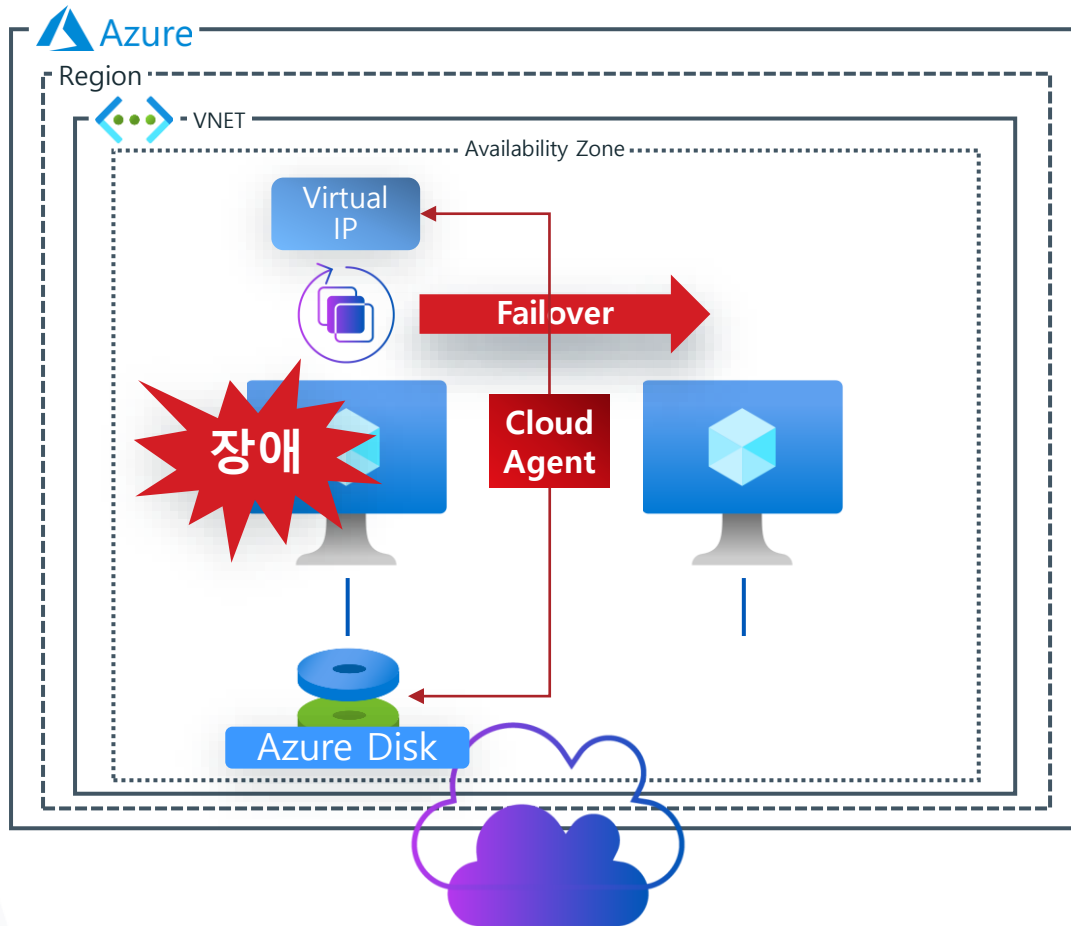 Azure
Region
VNET
Availability Zone
Virtual
IP
Failover
장애
Cloud
Agent
Azure Disk